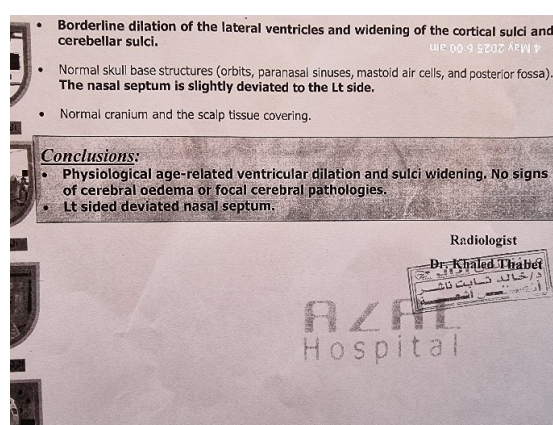 • Borderline dilation of the lateral ventricles and widening of the cortical sulci and
cerebellar sulci.
4 May 2025 6:00 am
• Normal skull base structures (orbits, paranasal sinuses, mastoid air cells, and posterior fossa).
The nasal septum is slightly deviated to the Lt side.
• Normal cranium and the scalp tissue covering.
Conclusions:
• Physiological age-related ventricular dilation and sulci widening. No signs
of cerebral oedema or focal cerebral pathologies.
• Lt sided deviated nasal septum.
Radiologist
Dr. Khaled Thabet
د/خالد ثابت ناشر
AZAL
Hospital